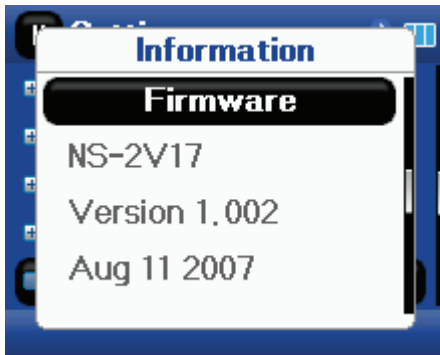 Information
Firmware
NS-2V17
Version 1.002
Aug 11 2007